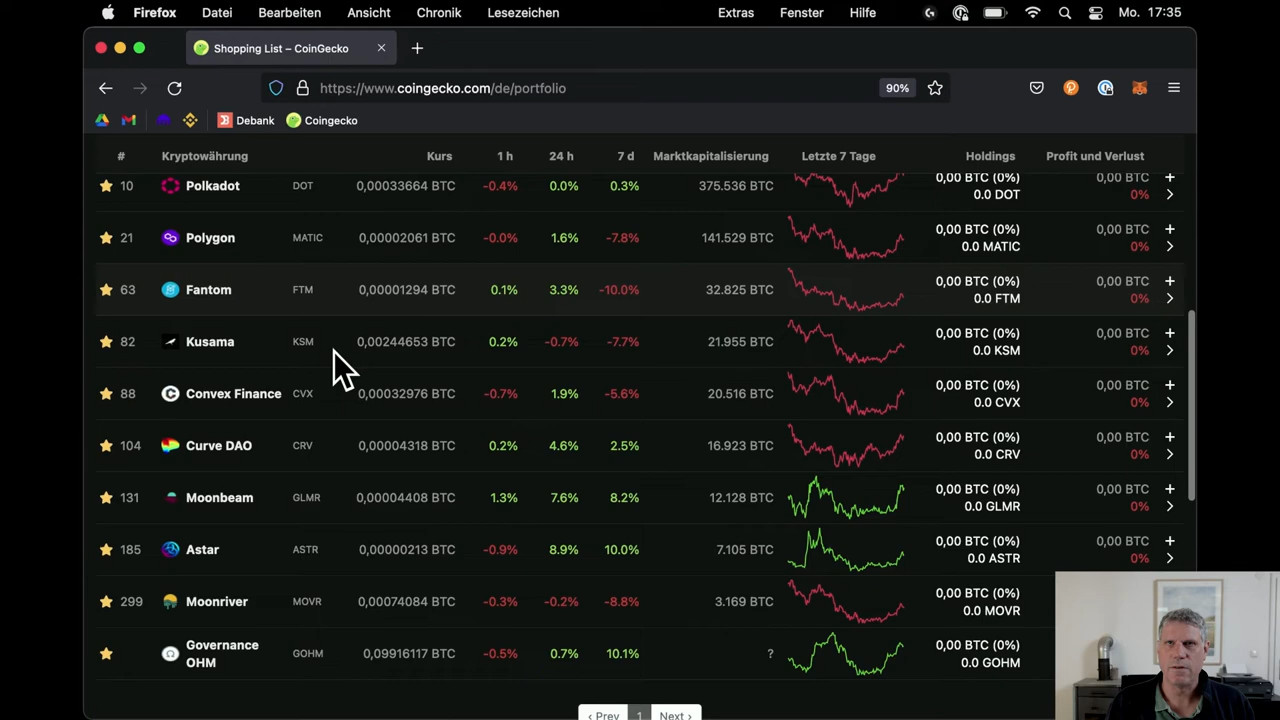 Firefox Datei Bearbeiten Ansicht Chronik Lesezeichen Extras Fenster Hilfe Mo. 17:35
Shopping List – CoinGecko
https://www.coingecko.com/de/portfolio 90%
Debank Coingecko
# Kryptowährung Kurs 1 h 24 h 7 d Marktkapitalisierung Letzte 7 Tage Holdings Profit und Verlust
10 Polkadot DOT 0,00033664 BTC -0.4% 0.0% 0.3% 375.536 BTC 0,00 BTC (0%) 0,00 BTC
0.0 DOT 0%
21 Polygon MATIC 0,00002061 BTC -0.0% 1.6% -7.8% 141.529 BTC 0,00 BTC (0%) 0,00 BTC
0.0 MATIC 0%
63 Fantom FTM 0,00001294 BTC 0.1% 3.3% -10.0% 32.825 BTC 0,00 BTC (0%) 0,00 BTC
0.0 FTM 0%
82 Kusama KSM 0,00244653 BTC 0.2% -0.7% -7.7% 21.955 BTC 0,00 BTC (0%) 0,00 BTC
0.0 KSM 0%
88 Convex Finance CVX 0,00032976 BTC -0.7% 1.9% -5.6% 20.516 BTC 0,00 BTC (0%) 0,00 BTC
0.0 CVX 0%
104 Curve DAO CRV 0,00004318 BTC 0.2% 4.6% 2.5% 16.923 BTC 0,00 BTC (0%) 0,00 BTC
0.0 CRV 0%
131 Moonbeam GLMR 0,00004408 BTC 1.3% 7.6% 8.2% 12.128 BTC 0,00 BTC (0%) 0,00 BTC
0.0 GLMR 0%
185 Astar ASTR 0,00000213 BTC -0.9% 8.9% 10.0% 7.105 BTC 0,00 BTC (0%) 0,00 BTC
0.0 ASTR 0%
299 Moonriver MOVR 0,00074084 BTC -0.3% -0.2% -8.8% 3.169 BTC 0,00 BTC (0%)
0.0 MOVR
Governance
OHM GOHM 0,09916117 BTC -0.5% 0.7% 10.1% ? 0,00 BTC (0%)
0.0 GOHM
‹ Prev 1 Next ›